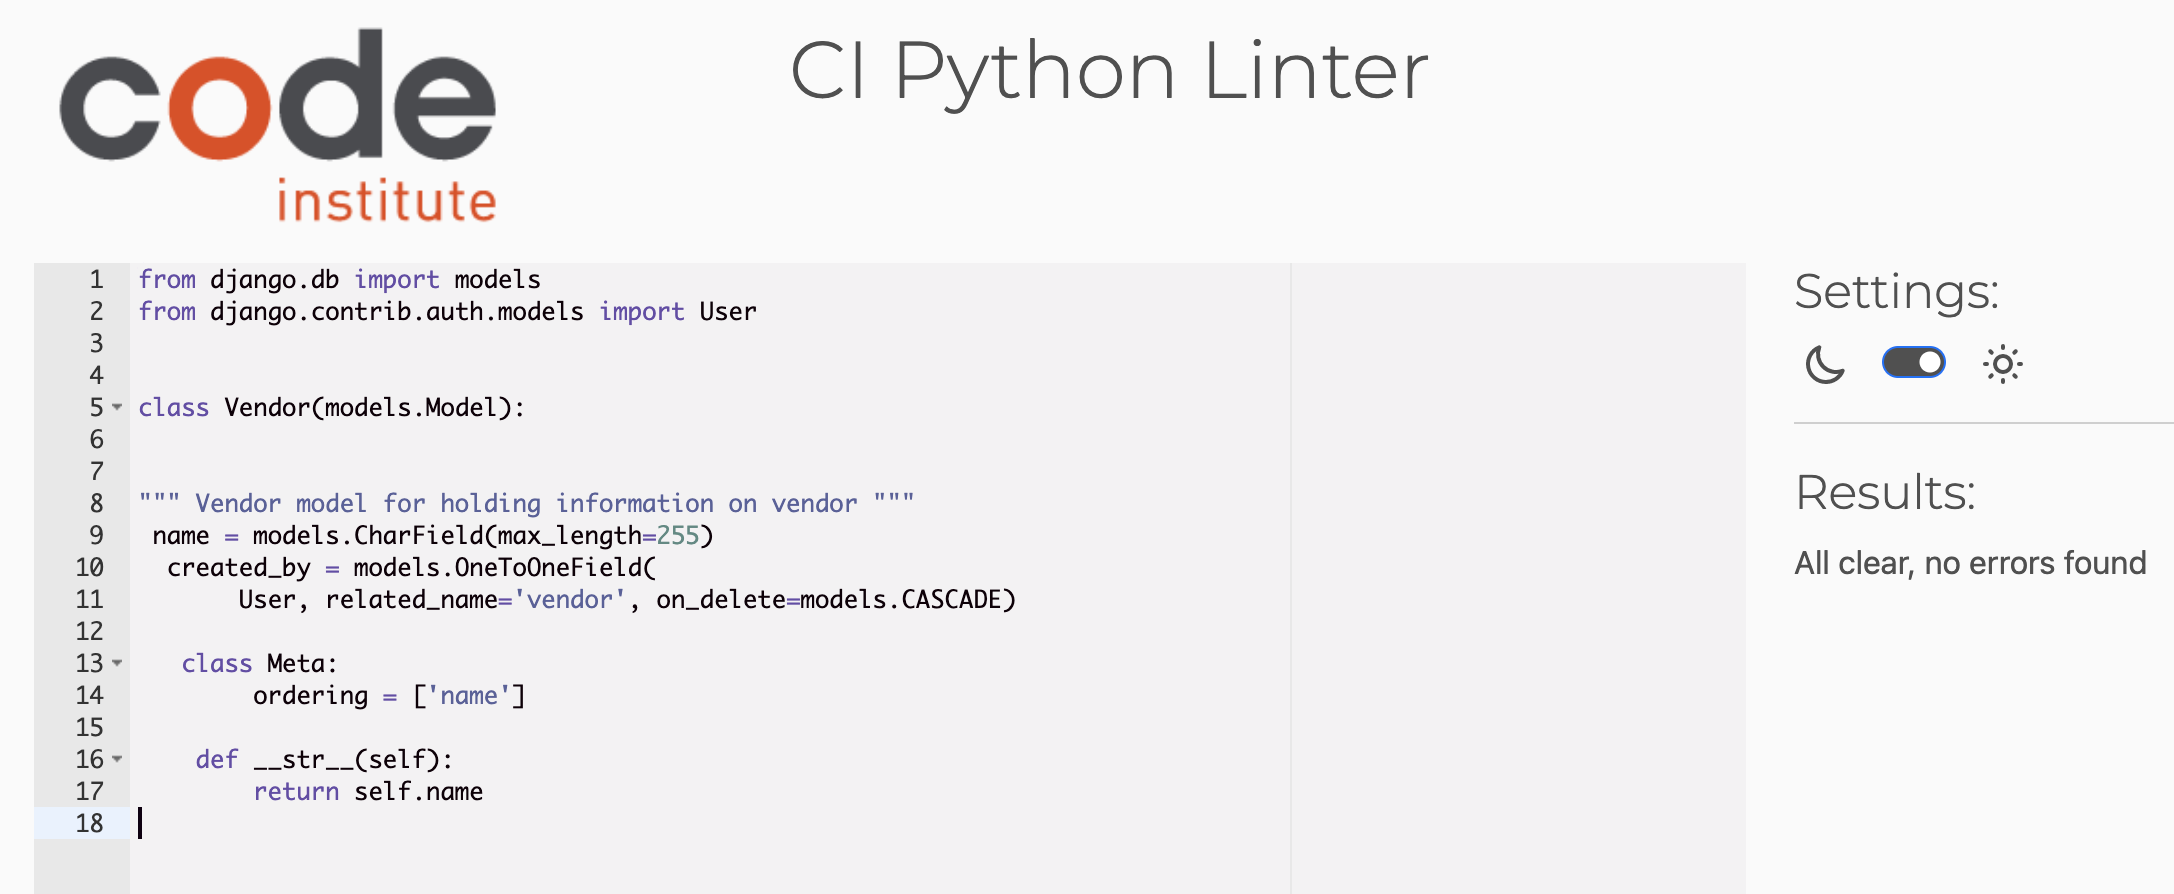 code
institute
CI Python Linter
1 from django.db import models
2 from django.contrib.auth.models import User
3
4
5 class Vendor(models.Model):
6
7
8 """ Vendor model for holding information on vendor """
9  name = models.CharField(max_length=255)
10   created_by = models.OneToOneField(
11        User, related_name='vendor', on_delete=models.CASCADE)
12
13    class Meta:
14         ordering = ['name']
15
16     def __str__(self):
17         return self.name
18
Settings:
Results:
All clear, no errors found